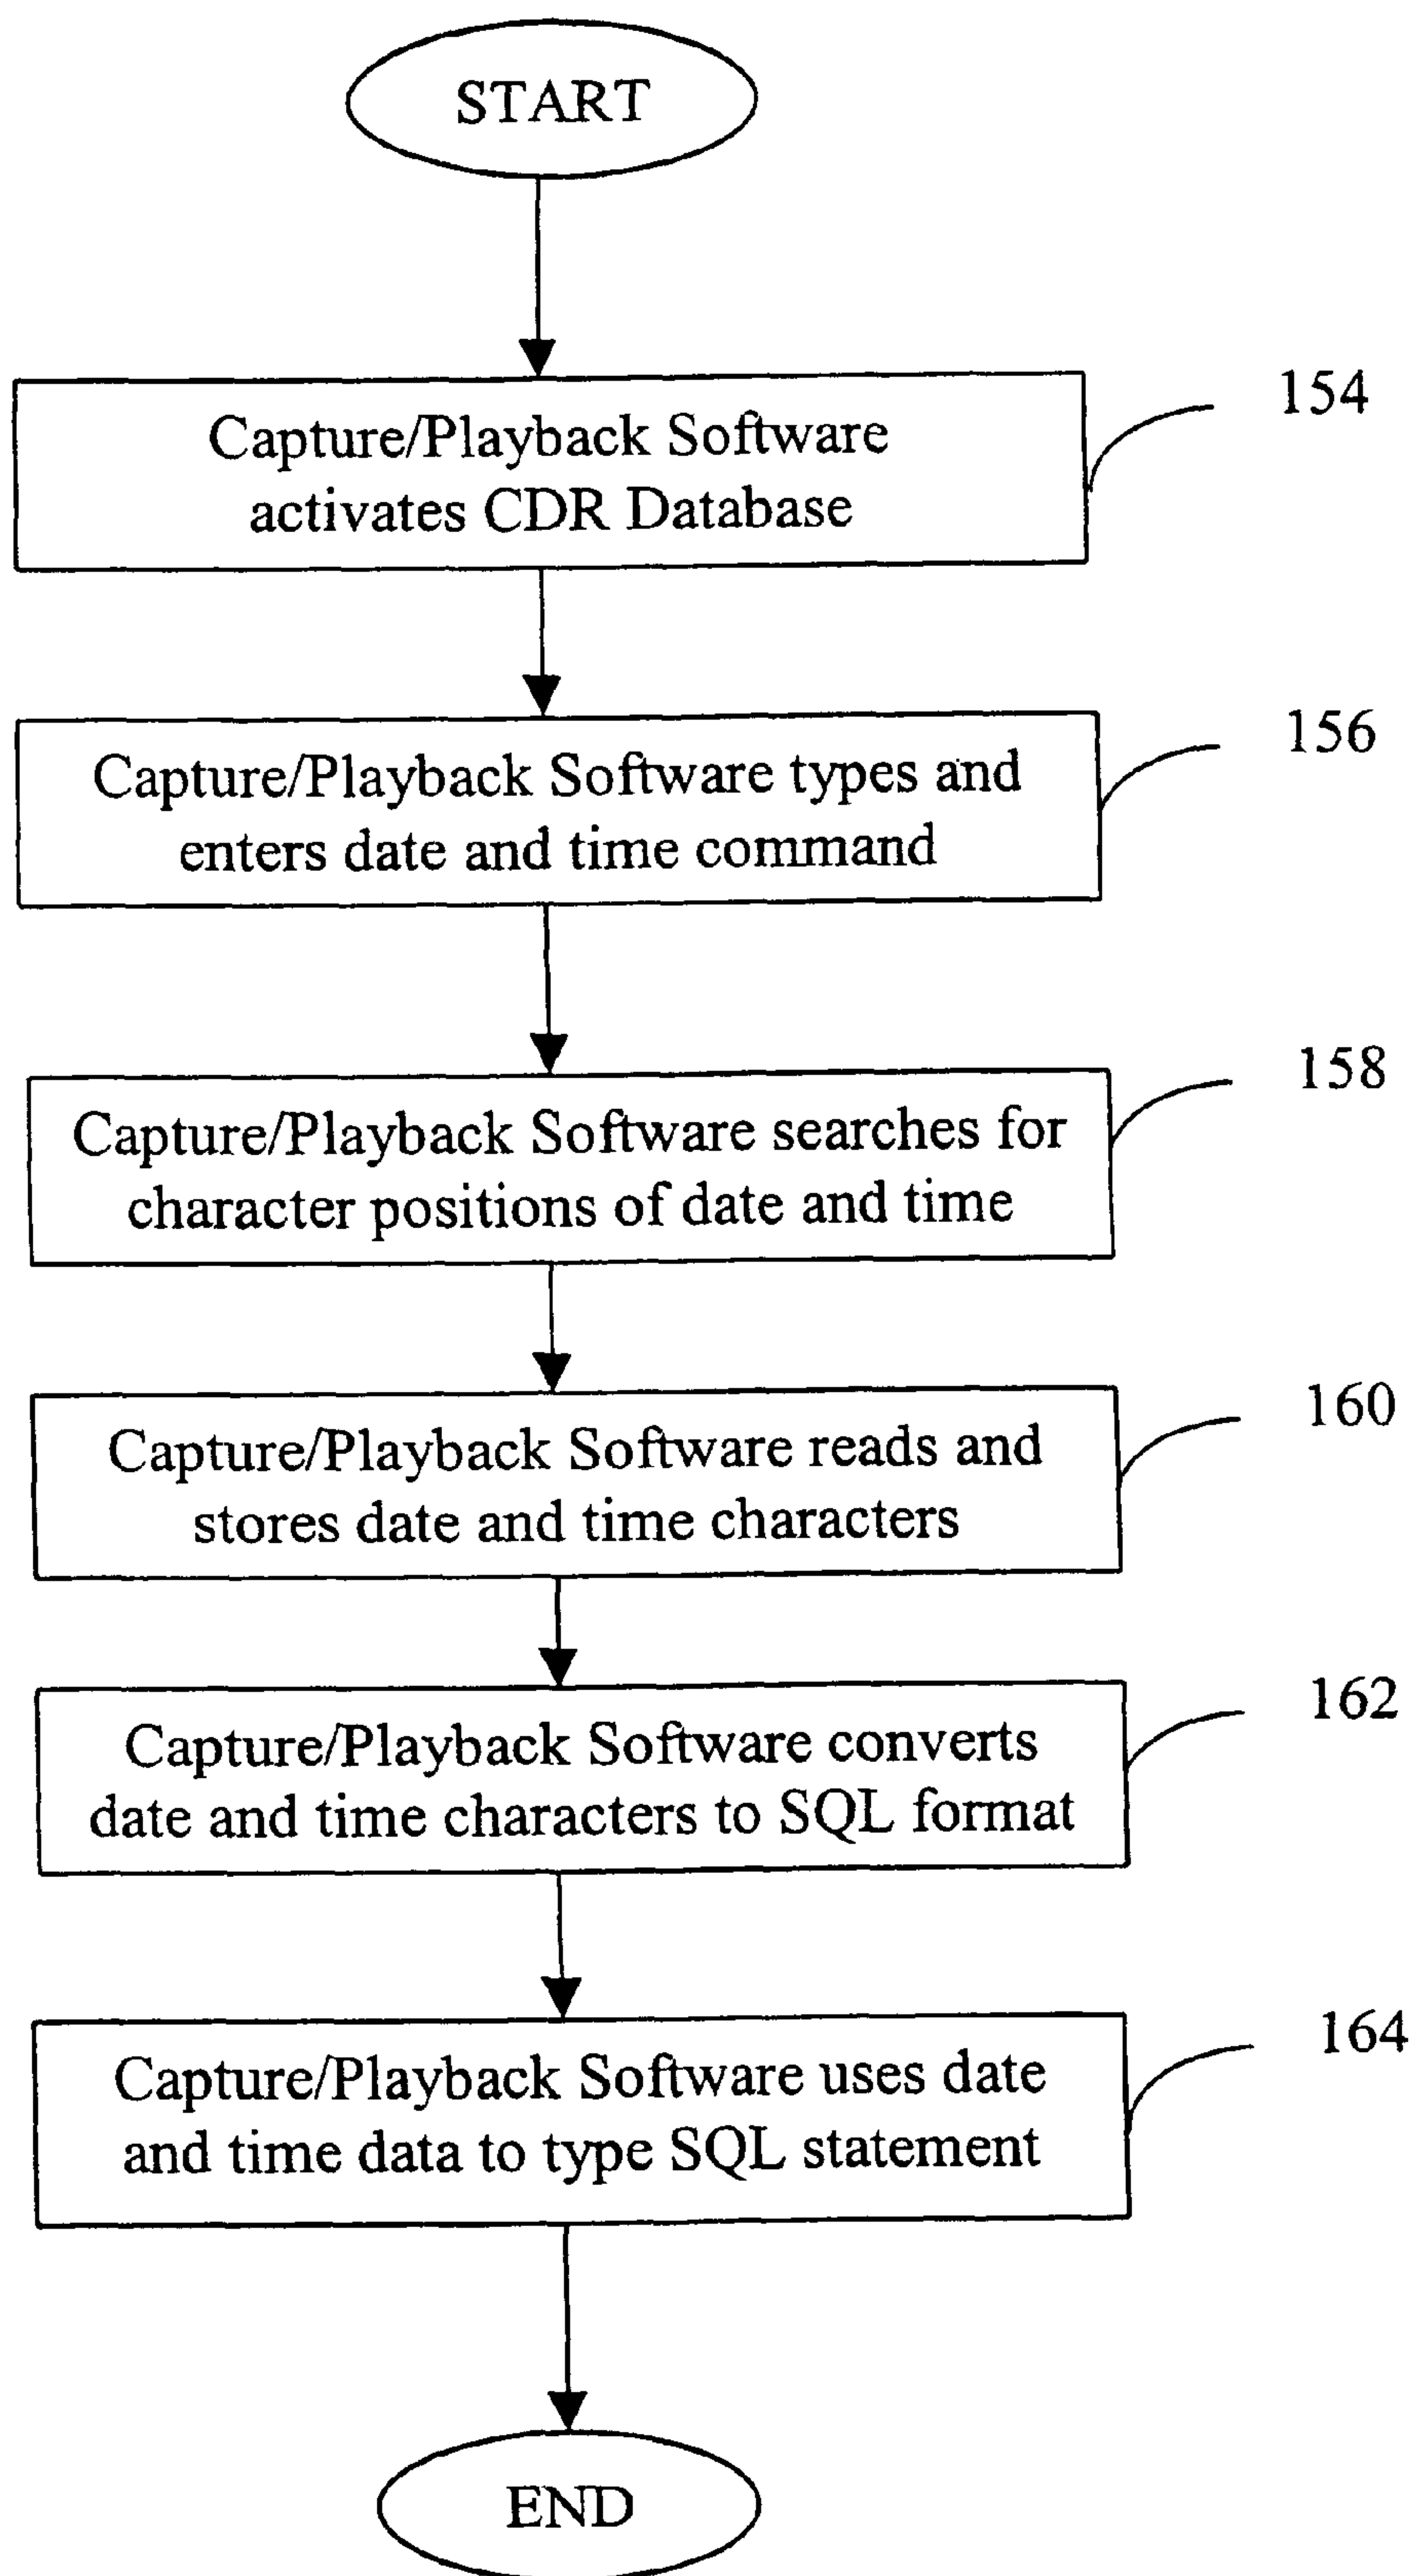 START
Capture/Playback Software
activates CDR Database
154
Capture/Playback Software types and
enters date and time command
156
Capture/Playback Software searches for
character positions of date and time
158
Capture/Playback Software reads and
stores date and time characters
160
Capture/Playback Software converts
date and time characters to SQL format
162
Capture/Playback Software uses date
and time data to type SQL statement
164
END